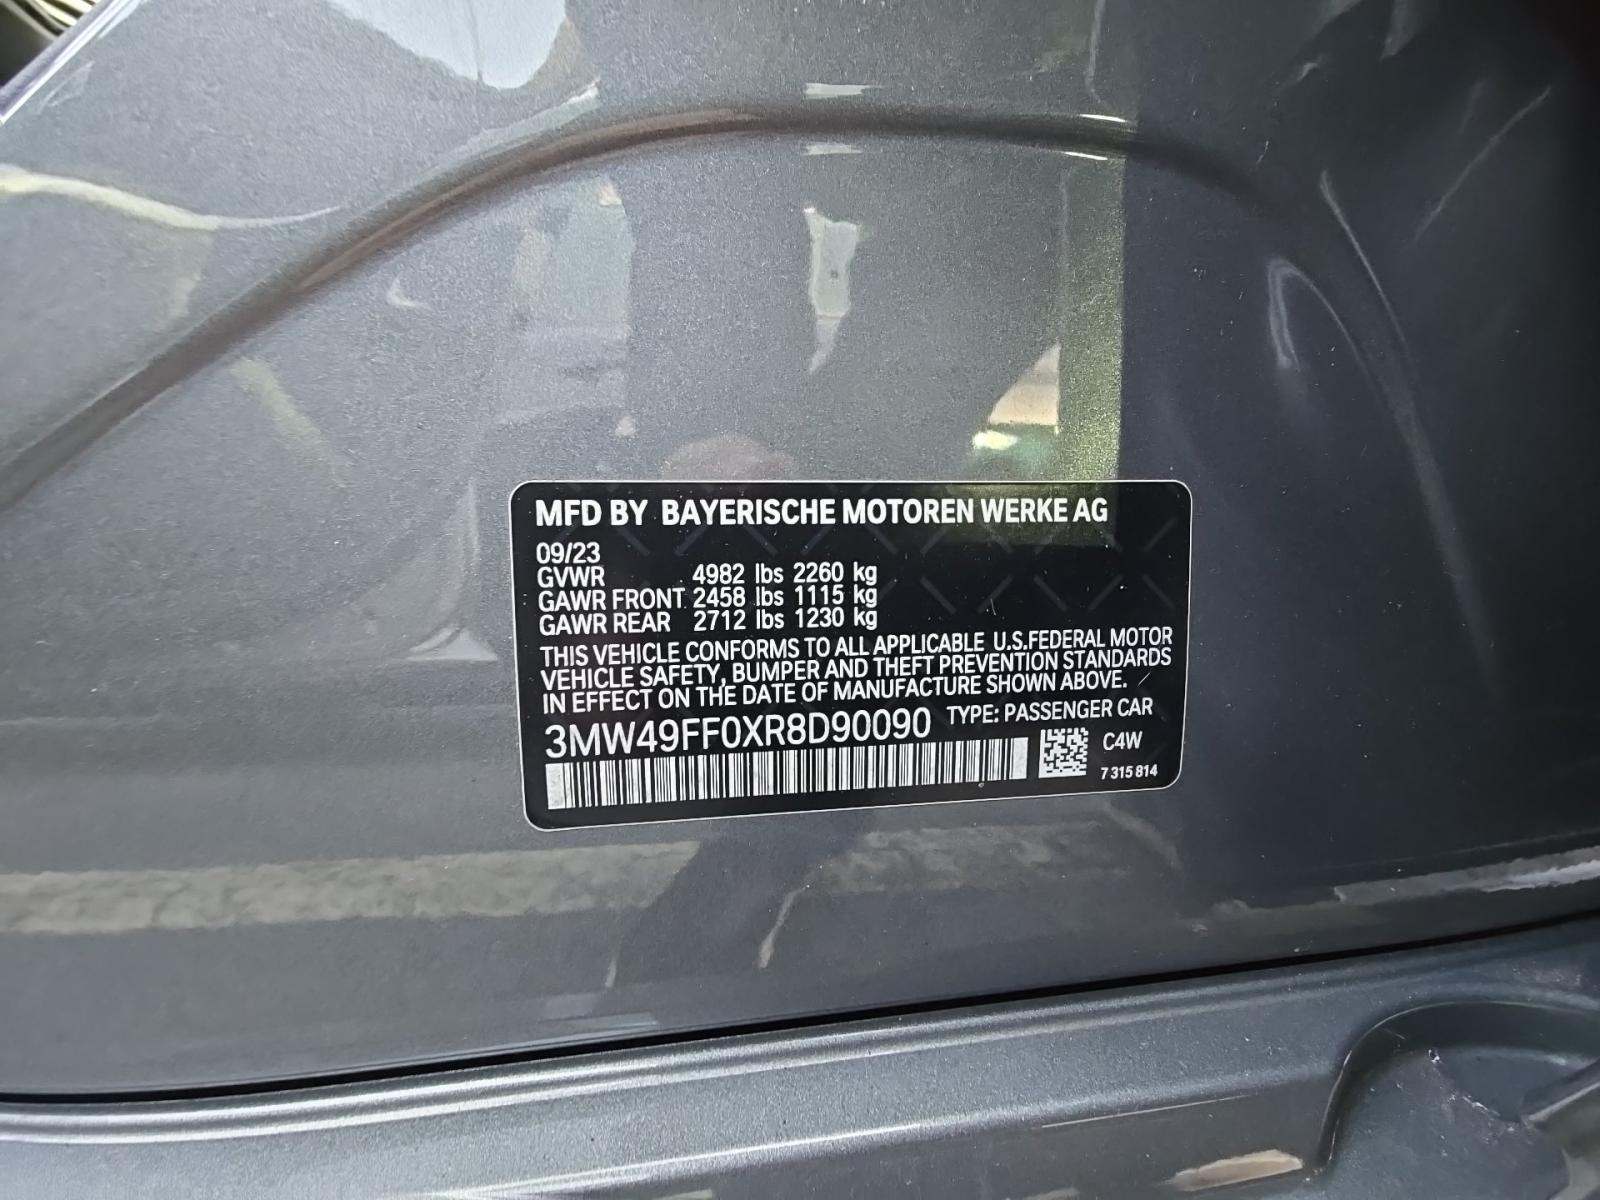 MFD BY BAYERISCHE MOTOREN WERKE AG
09/23
GVWR 4982 lbs 2260 kg
GAWR FRONT 2458 lbs 1115 kg
GAWR REAR 2712 lbs 1230 kg
THIS VEHICLE CONFORMS TO ALL APPLICABLE U.S.FEDERAL MOTOR
VEHICLE SAFETY, BUMPER AND THEFT PREVENTION STANDARDS
IN EFFECT ON THE DATE OF MANUFACTURE SHOWN ABOVE.
3MW49FF0XR8D90090 TYPE: PASSENGER CAR
C4W
7 315 814